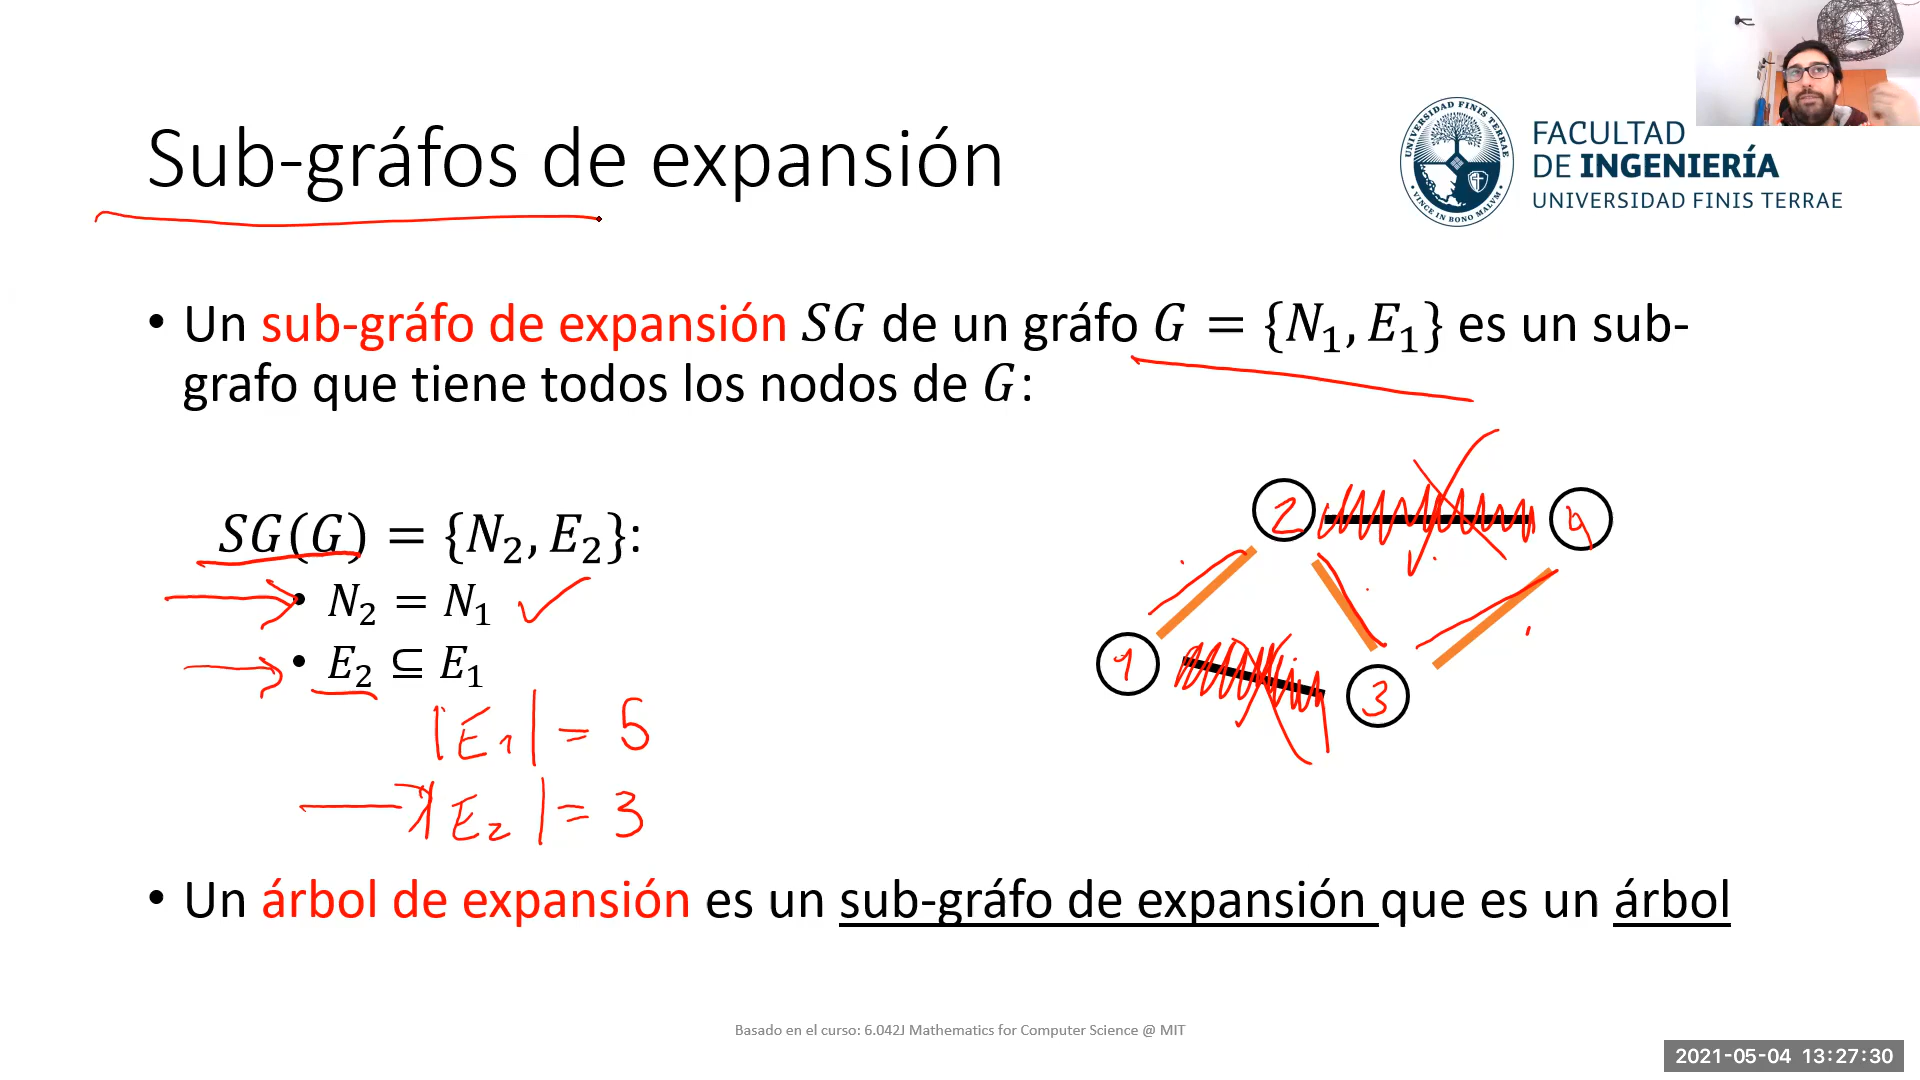 Sub-gráfos de expansión
UNIVERSIDAD FINIS TERRAE
VINCE IN BONO MALVM
FACULTAD
DE INGENIERÍA
UNIVERSIDAD FINIS TERRAE
• Un sub-gráfo de expansión SG de un gráfo G = {N₁, E₁} es un sub-
grafo que tiene todos los nodos de G:
SG(G) = {N₂, E₂}:
• N₂ = N₁
• E₂ ⊆ E₁
|E₁| = 5
|E₂| = 3
2
4
1
3
• Un árbol de expansión es un sub-gráfo de expansión que es un árbol
Basado en el curso: 6.042J Mathematics for Computer Science @ MIT
2021-05-04 13:27:30